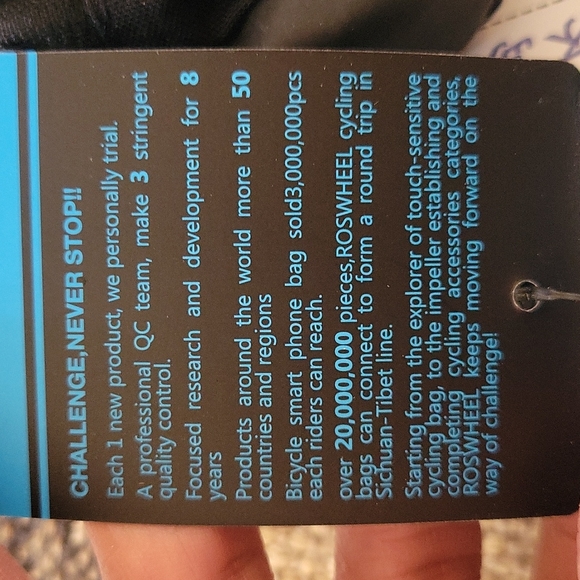 CHALLENGE,NEVER STOP!!
Each 1 new product, we personally trial.
A professional QC team, make 3 stringent
quality control.
Focused research and development for 8
years
Products around the world more than 50
countries and regions
Bicycle smart phone bag sold3,000,000pcs
each riders can reach.
over 20,000,000 pieces,ROSWHEEL cycling
bags can connect to form a round trip in
Sichuan-Tibet line.
Starting from the explorer of touch-sensitive
cycling bag, to the impeller establishing and
completing cycling accessories categories,
ROSWHEEL keeps moving forward on the
way of challenge!